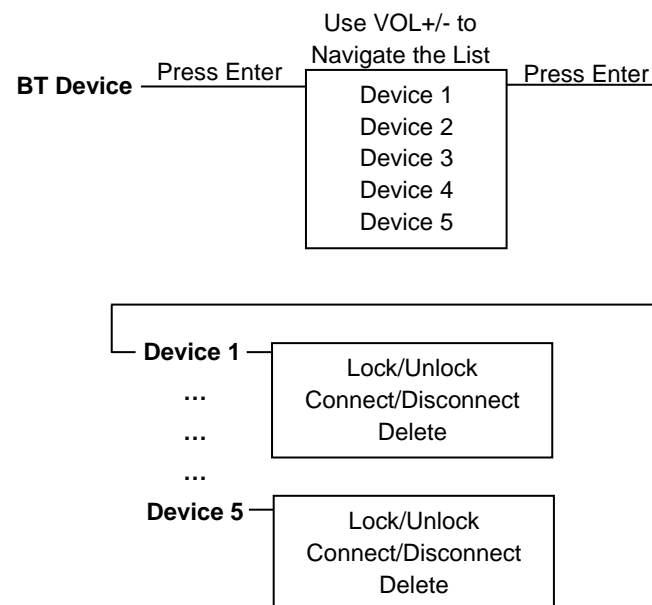 Use VOL+/- to
Navigate the List
BT Device
Press Enter
Press Enter
Device 1
Device 2
Device 3
Device 4
Device 5
Device 1
Lock/Unlock
Connect/Disconnect
Delete
...
...
...
Device 5
Lock/Unlock
Connect/Disconnect
Delete